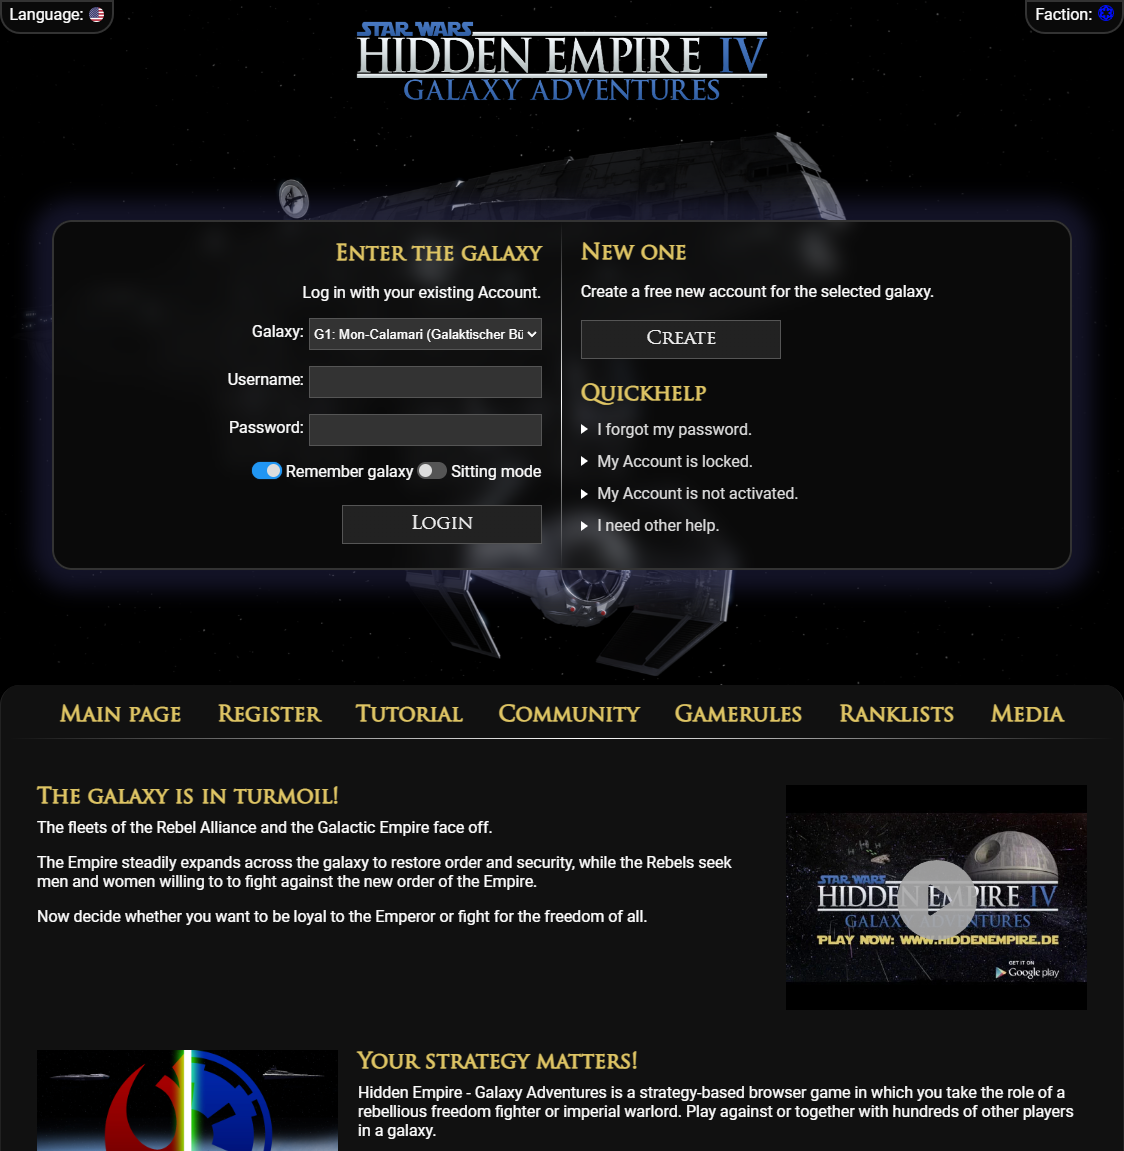 Language:
Faction:
STAR WARS
HIDDEN EMPIRE IV
GALAXY ADVENTURES
Enter the galaxy
Log in with your existing Account.
Galaxy: G1: Mon-Calamari (Galaktischer Bü
Username:
Password:
Remember galaxy Sitting mode
Login
New one
Create a free new account for the selected galaxy.
Create
Quickhelp
I forgot my password.
My Account is locked.
My Account is not activated.
I need other help.
Main page Register Tutorial Community Gamerules Ranklists Media
The galaxy is in turmoil!
The fleets of the Rebel Alliance and the Galactic Empire face off.
The Empire steadily expands across the galaxy to restore order and security, while the Rebels seek
men and women willing to to fight against the new order of the Empire.
Now decide whether you want to be loyal to the Emperor or fight for the freedom of all.
STAR WARS
HIDDEN EMPIRE IV
GALAXY ADVENTURES
PLAY NOW: WWW.HIDDENEMPIRE.DE
GET IT ON
Google play
Your strategy matters!
Hidden Empire - Galaxy Adventures is a strategy-based browser game in which you take the role of a
rebellious freedom fighter or imperial warlord. Play against or together with hundreds of other players
in a galaxy.